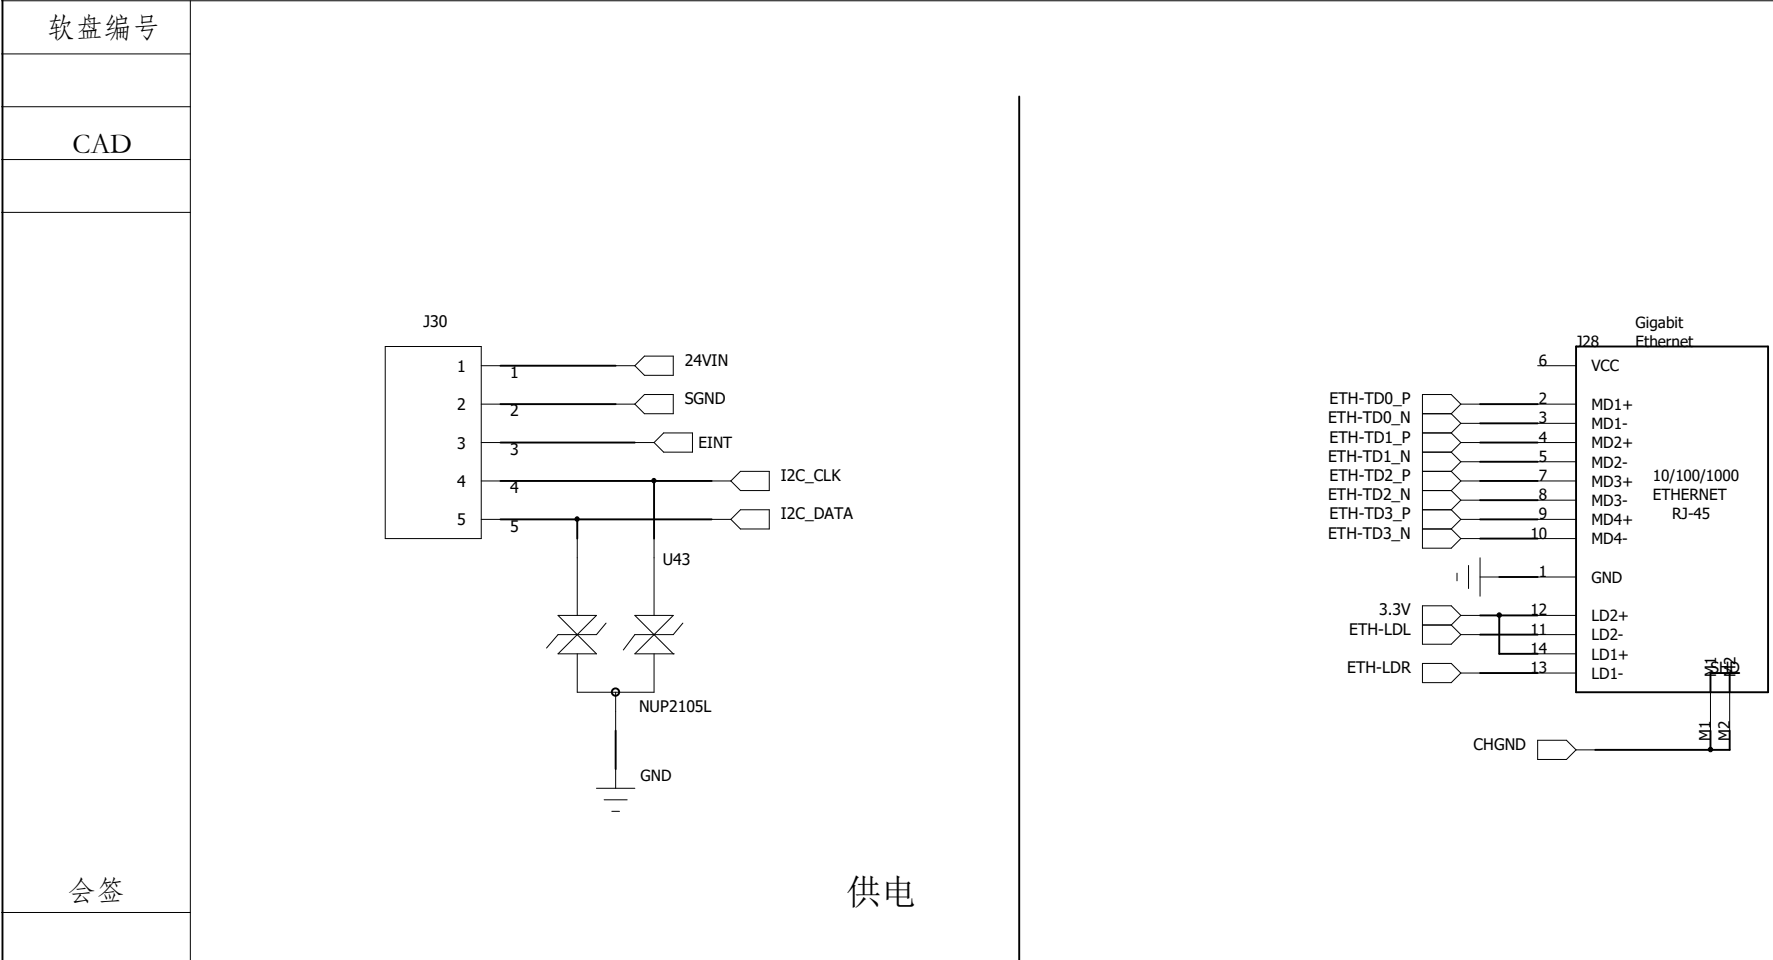 软盘编号
CAD
会签
J30
1 1 24VIN
2 2 SGND
3 3 EINT
4 4 I2C_CLK
5 5 I2C_DATA
U43
NUP2105L
GND
供电
Gigabit
Ethernet
J28
6 VCC
ETH-TD0_P 2 MD1+
ETH-TD0_N 3 MD1-
ETH-TD1_P 4 MD2+
ETH-TD1_N 5 MD2-
ETH-TD2_P 7 MD3+
ETH-TD2_N 8 MD3-
ETH-TD3_P 9 MD4+
ETH-TD3_N 10 MD4-
10/100/1000
ETHERNET
RJ-45
1 GND
3.3V 12 LD2+
ETH-LDL 11 LD2-
14 LD1+
ETH-LDR 13 LD1-
M1 SHD M2
M1 M2
CHGND